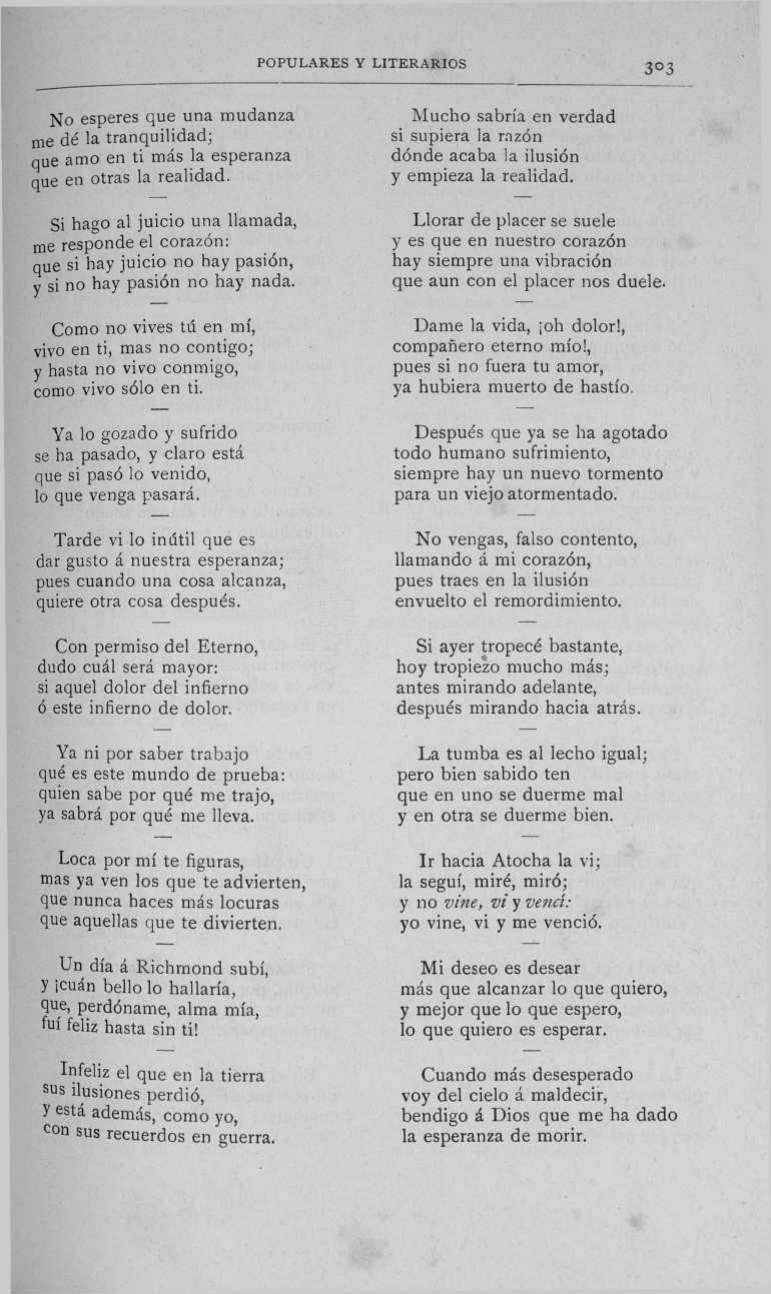 POPULARES Y LITERARIOS
303
No esperes que una mudanza
me dé la tranquilidad;
que amo en ti más la esperanza
que en otras la realidad.
Si hago al juicio una llamada,
me responde el corazón:
que si hay juicio no hay pasión,
y si no hay pasión no hay nada.
Como no vives tú en mí,
vivo en ti, mas no contigo;
y hasta no vivo conmigo,
como vivo sólo en ti.
Ya lo gozado y sufrido
se ha pasado, y claro está
que si pasó lo venido,
lo que venga pasará.
Tarde vi lo inútil que es
dar gusto á nuestra esperanza;
pues cuando una cosa alcanza,
quiere otra cosa después.
Con permiso del Eterno,
dudo cuál será mayor:
si aquel dolor del infierno
ó este infierno de dolor.
Ya ni por saber trabajo
qué es este mundo de prueba:
quien sabe por qué me trajo,
ya sabrá por qué me lleva.
Loca por mí te figuras,
mas ya ven los que te advierten,
que nunca haces más locuras
que aquellas que te divierten.
Un día á Richmond subí,
y ¡cuán bello lo hallaría,
que, perdóname, alma mía,
fuí feliz hasta sin ti!
Infeliz el que en la tierra
sus ilusiones perdió,
y está además, como yo,
con sus recuerdos en guerra.
Mucho sabría en verdad
si supiera la razón
dónde acaba la ilusión
y empieza la realidad.
Llorar de placer se suele
y es que en nuestro corazón
hay siempre una vibración
que aun con el placer nos duele.
Dame la vida, ¡oh dolor!,
compañero eterno mío!,
pues si no fuera tu amor,
ya hubiera muerto de hastío.
Después que ya se ha agotado
todo humano sufrimiento,
siempre hay un nuevo tormento
para un viejo atormentado.
No vengas, falso contento,
llamando á mi corazón,
pues traes en la ilusión
envuelto el remordimiento.
Si ayer tropecé bastante,
hoy tropiezo mucho más;
antes mirando adelante,
después mirando hacia atrás.
La tumba es al lecho igual;
pero bien sabido ten
que en uno se duerme mal
y en otra se duerme bien.
Ir hacia Atocha la vi;
la seguí, miré, miró;
y no vine, vi y vencí:
yo vine, vi y me venció.
Mi deseo es desear
más que alcanzar lo que quiero,
y mejor que lo que espero,
lo que quiero es esperar.
Cuando más desesperado
voy del cielo á maldecir,
bendigo á Dios que me ha dado
la esperanza de morir.